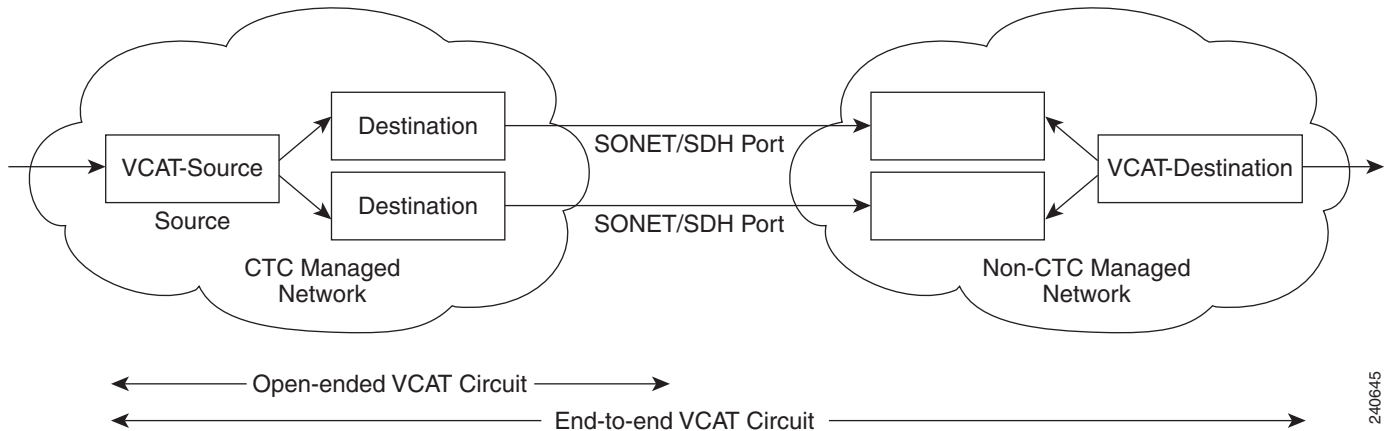 Destination
SONET/SDH Port
VCAT-Source
VCAT-Destination
Destination
Source
SONET/SDH Port
CTC Managed
Network
Non-CTC Managed
Network
Open-ended VCAT Circuit
End-to-end VCAT Circuit
240645